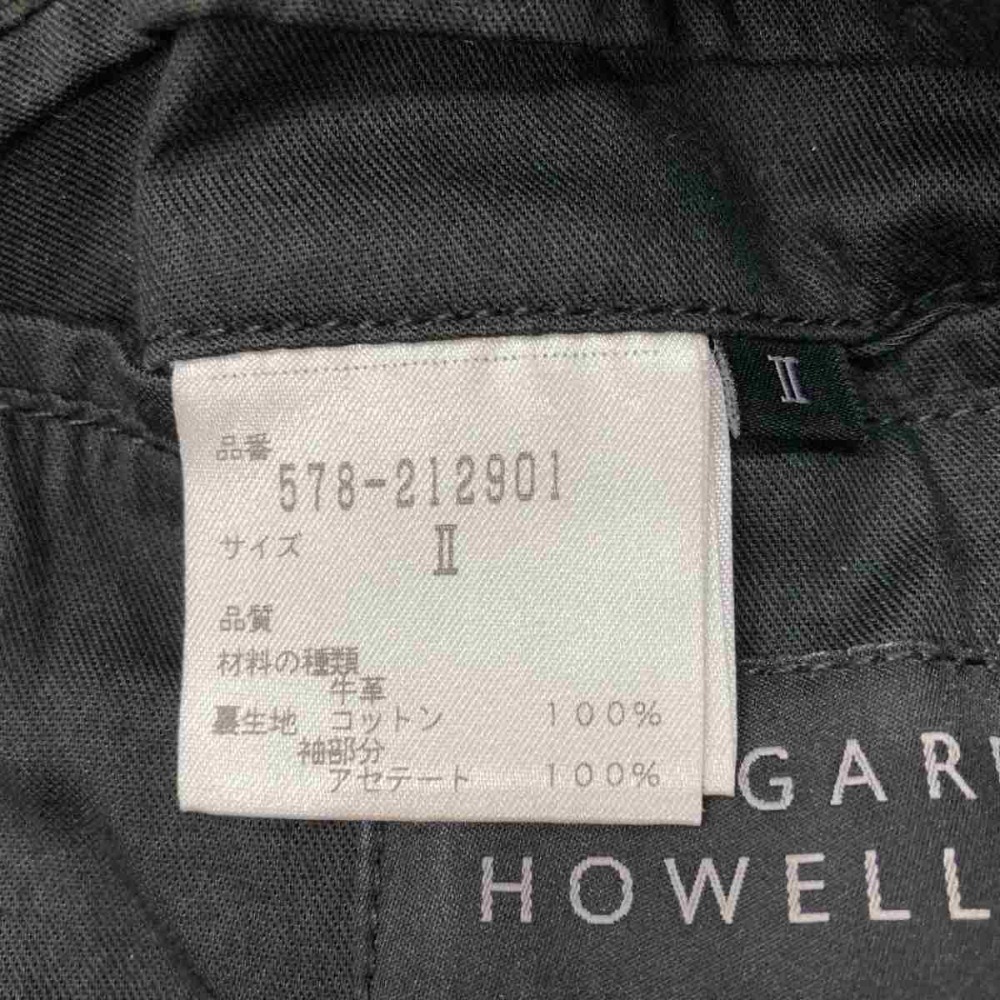 II
品番
578-212901
サイズ II
品質
材料の種類
牛革
裏生地 コットン 100%
袖部分
アセテート 100%
GAR
HOWELL